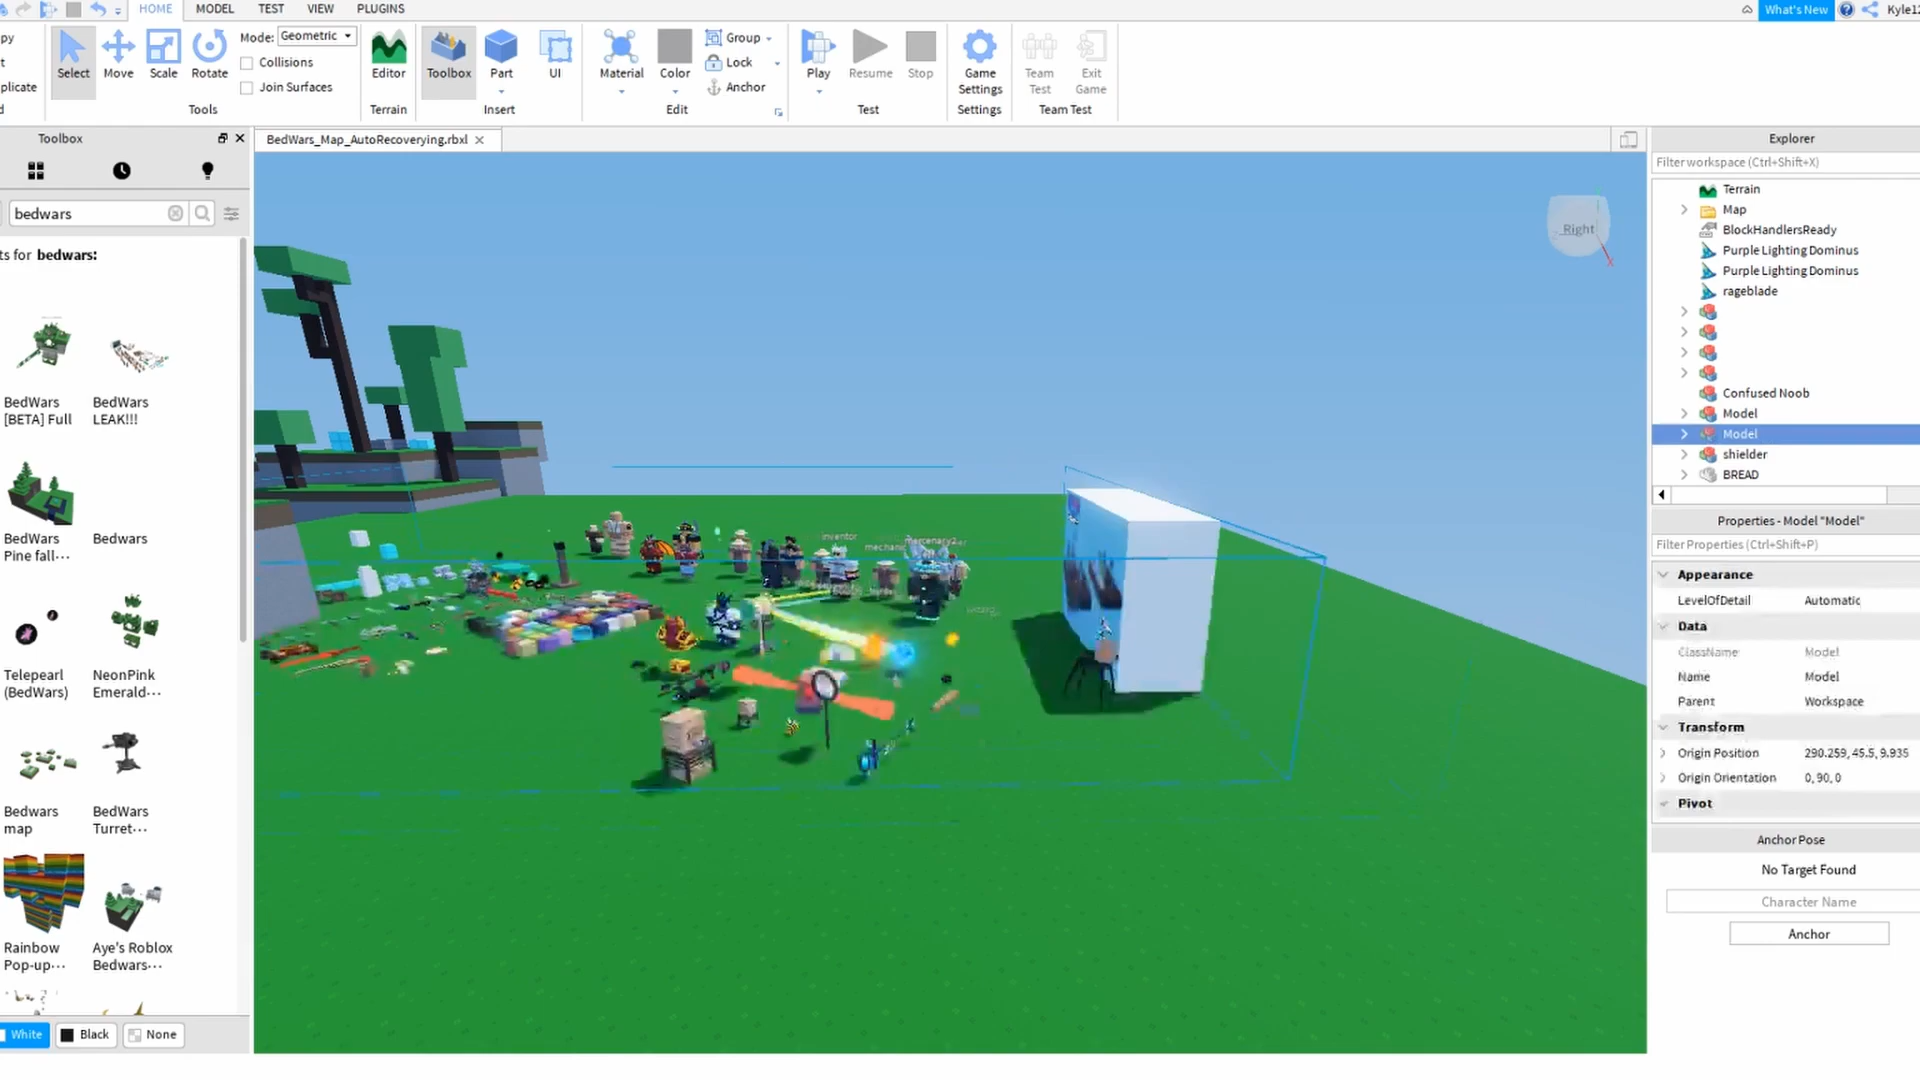 HOME MODEL TEST VIEW PLUGINS
What's New
Kyle12
py
t
plicate
d
Select
Move
Scale
Rotate
Mode: Geometric
Collisions
Join Surfaces
Tools
Editor
Terrain
Toolbox
Part
UI
Insert
Material
Color
Group
Lock
Anchor
Edit
Play
Resume
Stop
Test
Game
Settings
Settings
Team
Test
Exit
Game
Team Test
Toolbox
bedwars
ts for bedwars:
BedWars
[BETA] Full
BedWars
LEAK!!!
BedWars
Pine fall···
Bedwars
Telepearl
(BedWars)
NeonPink
Emerald···
Bedwars
map
BedWars
Turret···
Rainbow
Pop-up···
Aye's Roblox
Bedwars···
White
Black
None
BedWars_Map_AutoRecoverying.rbxl
Right
X
inventor
mechanic
mercenary2
Explorer
Filter workspace (Ctrl+Shift+X)
Terrain
Map
BlockHandlersReady
Purple Lighting Dominus
Purple Lighting Dominus
rageblade
Confused Noob
Model
Model
shielder
BREAD
Properties - Model "Model"
Filter Properties (Ctrl+Shift+P)
Appearance
LevelOfDetail Automatic
Data
ClassName Model
Name Model
Parent Workspace
Transform
Origin Position 290.259, 45.5, 9.935
Origin Orientation 0, 90, 0
Pivot
Anchor Pose
No Target Found
Character Name
Anchor